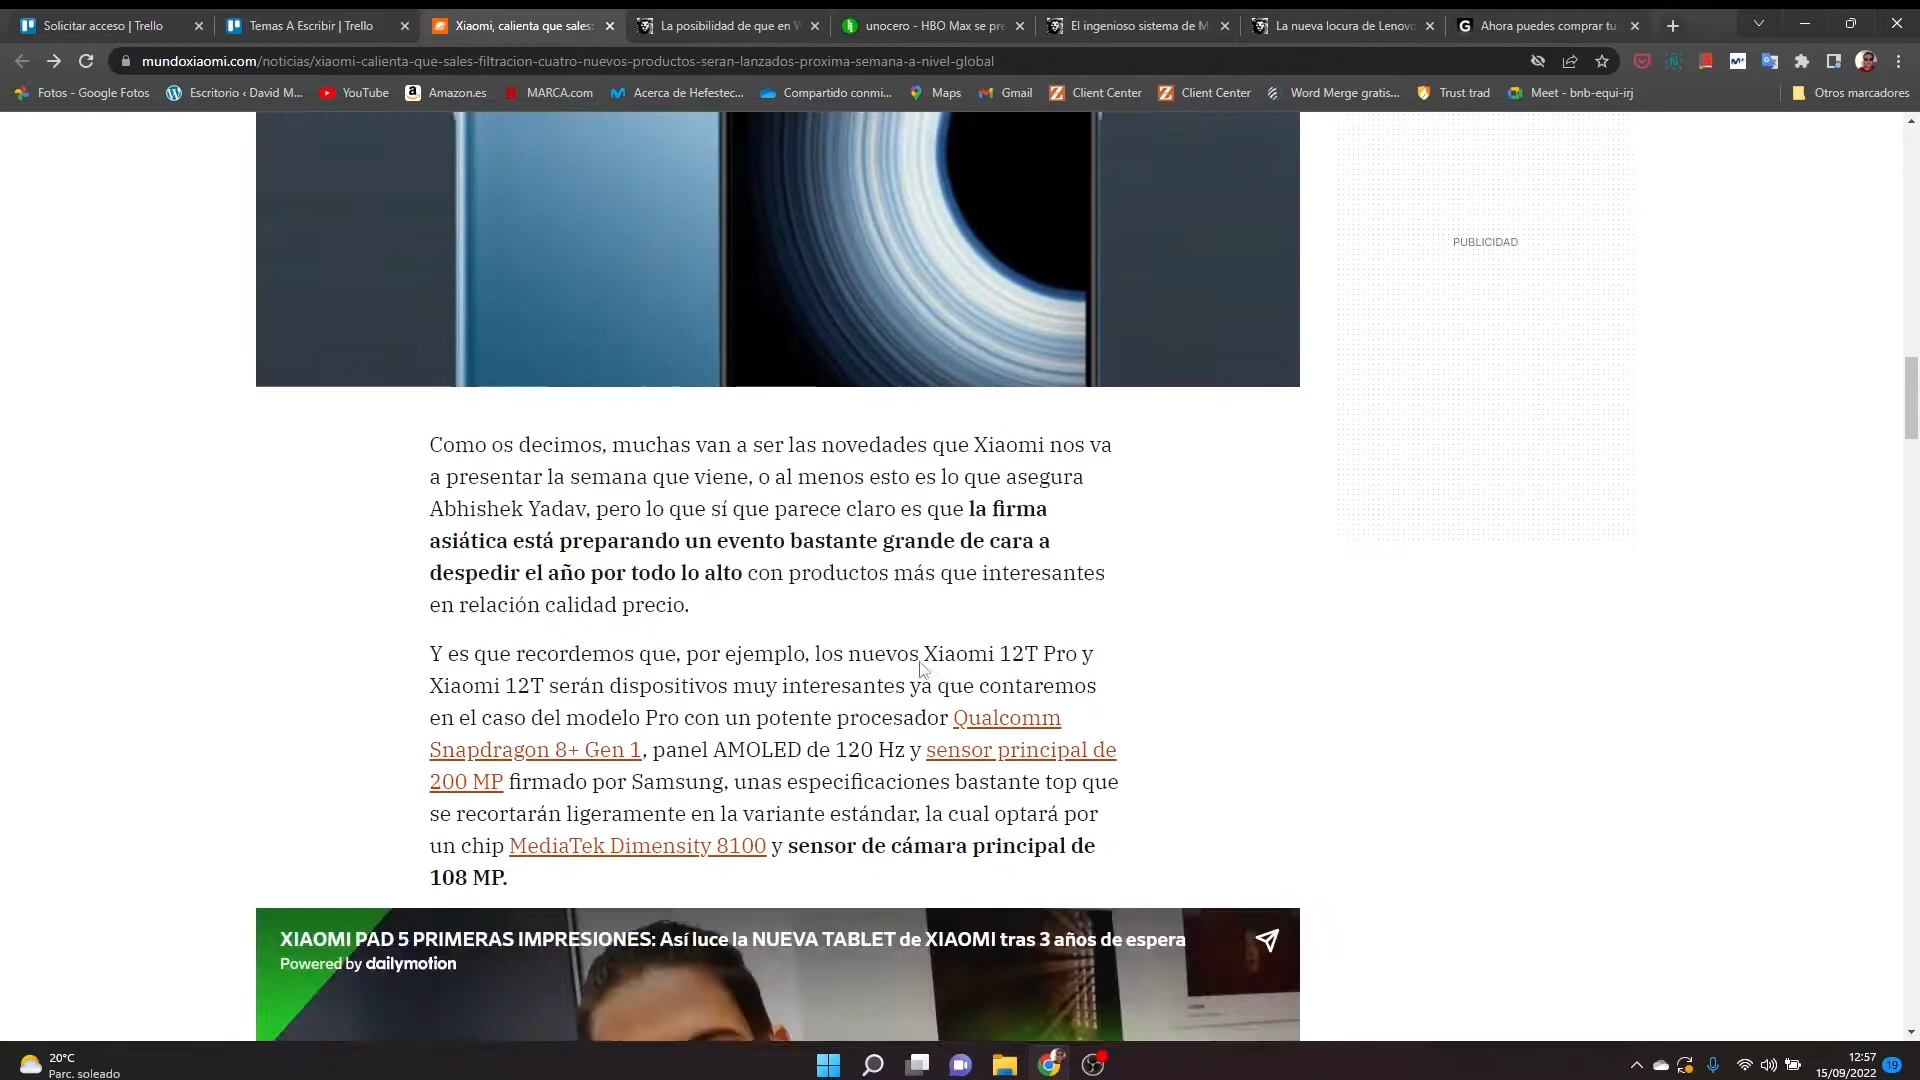 Solicitar acceso | Trello
Temas A Escribir | Trello
Xiaomi, calienta que sales:
La posibilidad de que en W
unocero - HBO Max se pre
El ingenioso sistema de M
La nueva locura de Lenovo
Ahora puedes comprar tu
mundoxiaomi.com/noticias/xiaomi-calienta-que-sales-filtracion-cuatro-nuevos-productos-seran-lanzados-proxima-semana-a-nivel-global
Fotos - Google Fotos
Escritorio ‹ David M...
YouTube
Amazon.es
MARCA.com
Acerca de Hefestec...
Compartido conmi...
Maps
Gmail
Client Center
Client Center
Word Merge gratis...
Trust trad
Meet - bnb-equi-irj
Otros marcadores
PUBLICIDAD
Como os decimos, muchas van a ser las novedades que Xiaomi nos va
a presentar la semana que viene, o al menos esto es lo que asegura
Abhishek Yadav, pero lo que sí que parece claro es que la firma
asiática está preparando un evento bastante grande de cara a
despedir el año por todo lo alto con productos más que interesantes
en relación calidad precio.
Y es que recordemos que, por ejemplo, los nuevos Xiaomi 12T Pro y
Xiaomi 12T serán dispositivos muy interesantes ya que contaremos
en el caso del modelo Pro con un potente procesador Qualcomm
Snapdragon 8+ Gen 1, panel AMOLED de 120 Hz y sensor principal de
200 MP firmado por Samsung, unas especificaciones bastante top que
se recortarán ligeramente en la variante estándar, la cual optará por
un chip MediaTek Dimensity 8100 y sensor de cámara principal de
108 MP.
XIAOMI PAD 5 PRIMERAS IMPRESIONES: Así luce la NUEVA TABLET de XIAOMI tras 3 años de espera
Powered by dailymotion
20°C
Parc. soleado
12:57
15/09/2022
19